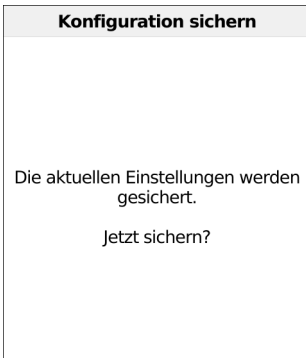 Konfiguration sichern
Die aktuellen Einstellungen werden
gesichert.
Jetzt sichern?